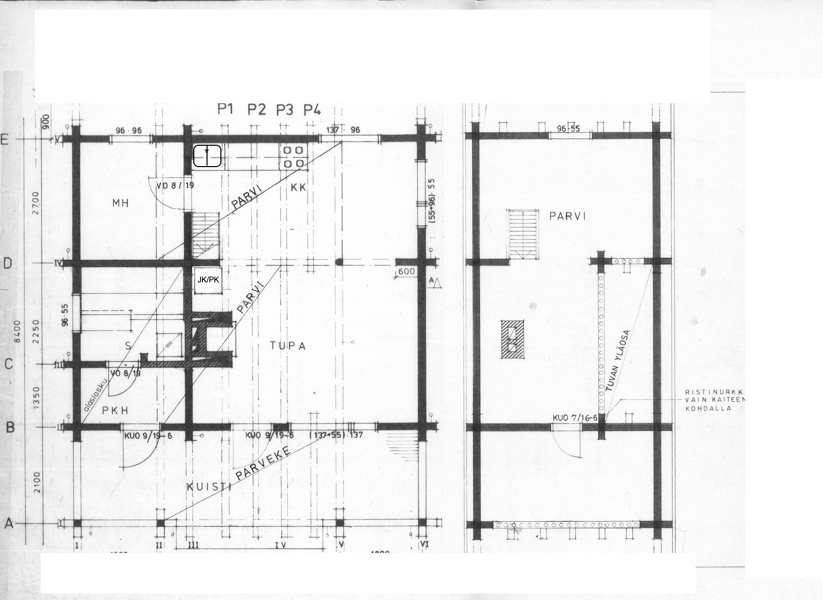 P1 P2 P3 P4
900
E
V
96 · 96
137 · 96
96·55
VO 8/19
MH
KK
PARVI
PARVI
2700
(55+96) 55
D
IV
JK/PK
600
A
PARVI
96·55
2250
8400
S
TUPA
TUVAN YLÄOSA
C
VO 8/19
alaslasku
1350
PKH
RISTINURKK
VAIN KAITEEN
KOHDALLA
B
KUO 9/19-6
KUO 9/19-6
(137+55) 137
KUO 7/16-6
PARVEKE
KUISTI
2100
A
I II III IV V VI